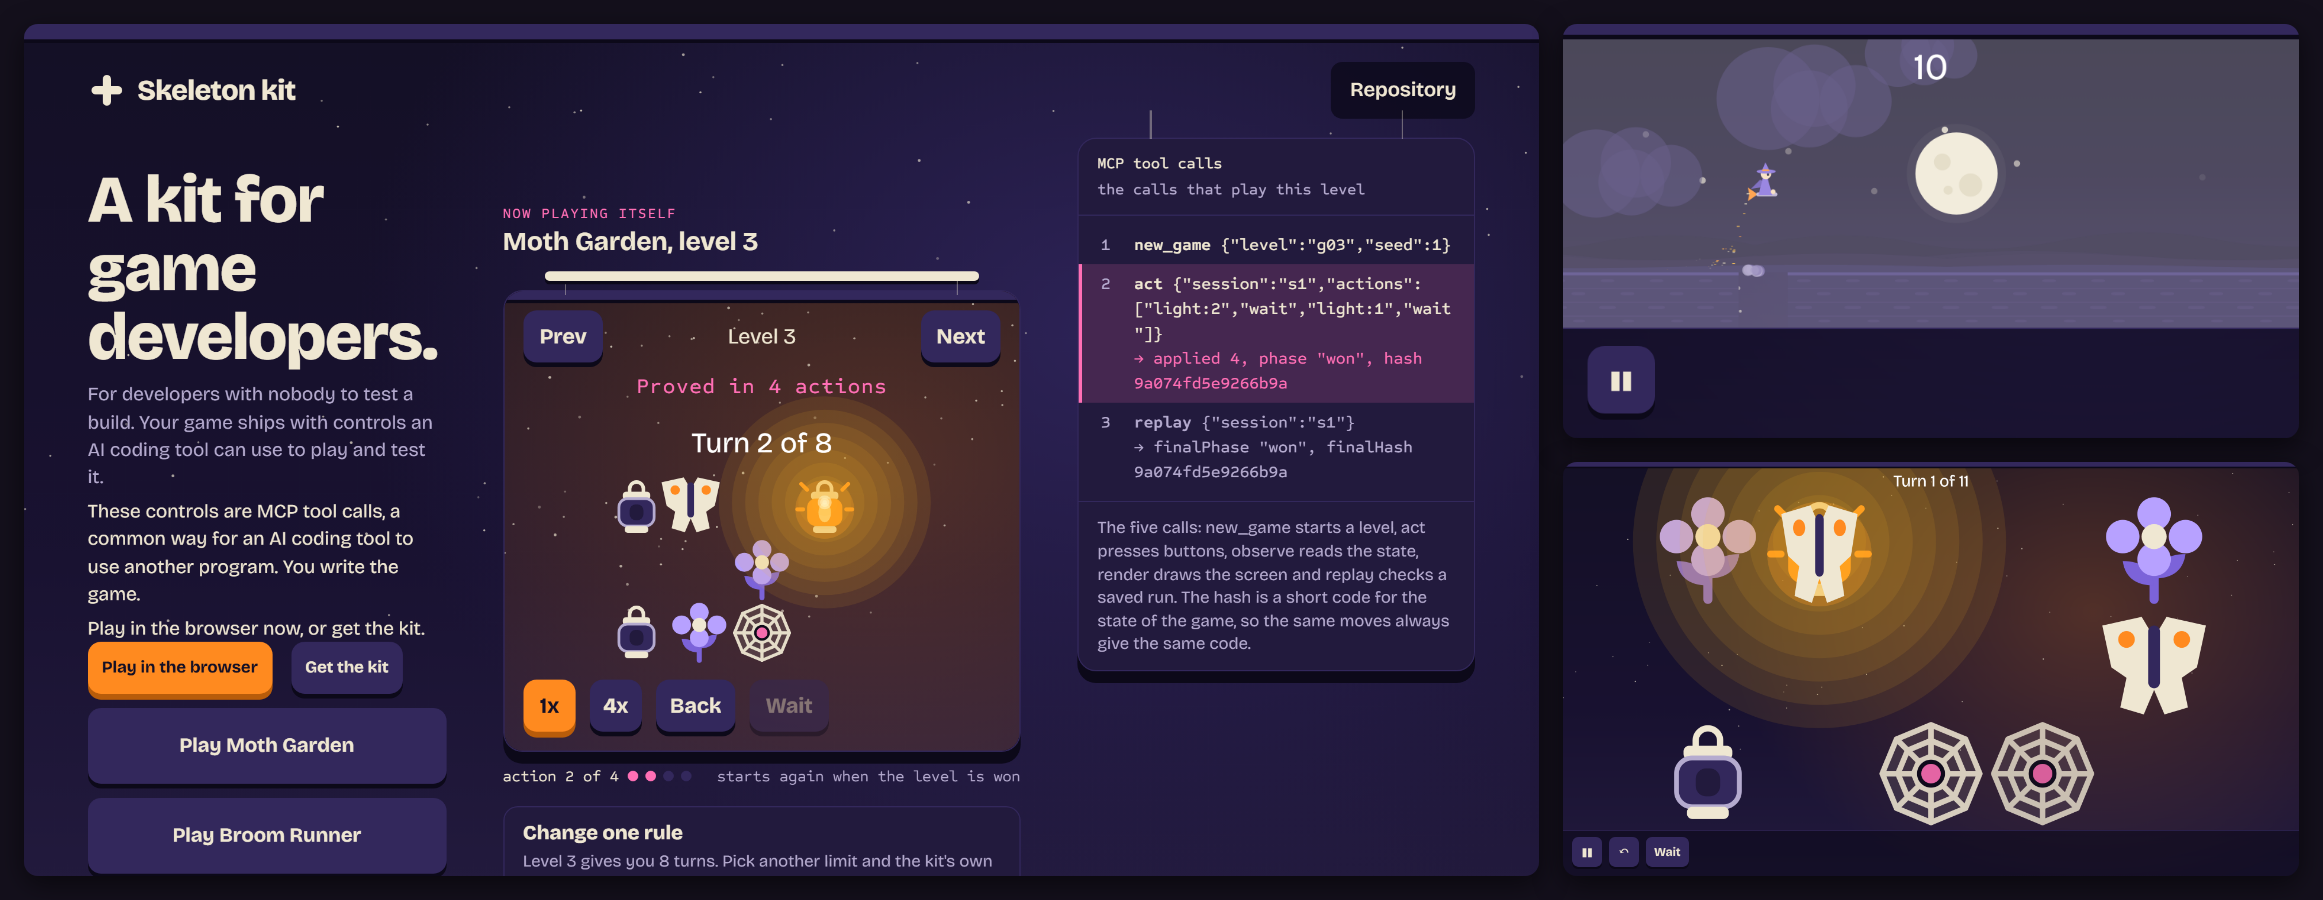 Skeleton kit
Repository
A kit for
game
developers.
For developers with nobody to test a
build. Your game ships with controls an
AI coding tool can use to play and test
it.
These controls are MCP tool calls, a
common way for an AI coding tool to
use another program. You write the
game.
Play in the browser now, or get the kit.
Play in the browser
Get the kit
Play Moth Garden
Play Broom Runner
NOW PLAYING ITSELF
Moth Garden, level 3
Prev
Level 3
Next
Proved in 4 actions
Turn 2 of 8
1x
4x
Back
Wait
action 2 of 4
starts again when the level is won
Change one rule
Level 3 gives you 8 turns. Pick another limit and the kit's own
MCP tool calls
the calls that play this level
1 new_game {"level":"g03","seed":1}
2 act {"session":"s1","actions":
["light:2","wait","light:1","wait
"]}
→ applied 4, phase "won", hash
9a074fd5e9266b9a
3 replay {"session":"s1"}
→ finalPhase "won", finalHash
9a074fd5e9266b9a
The five calls: new_game starts a level, act
presses buttons, observe reads the state,
render draws the screen and replay checks a
saved run. The hash is a short code for the
state of the game, so the same moves always
give the same code.
10
Turn 1 of 11
Wait